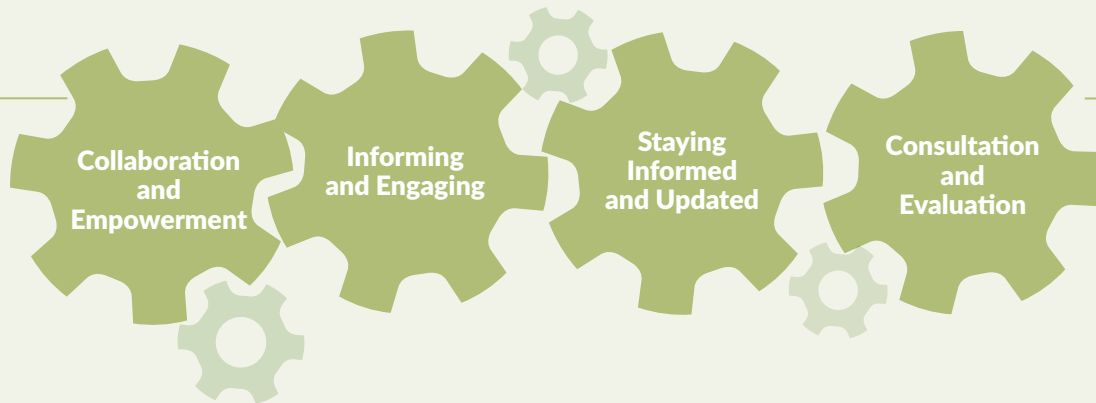 Collaboration
and
Empowerment
Informing
and Engaging
Staying
Informed
and Updated
Consultation
and
Evaluation